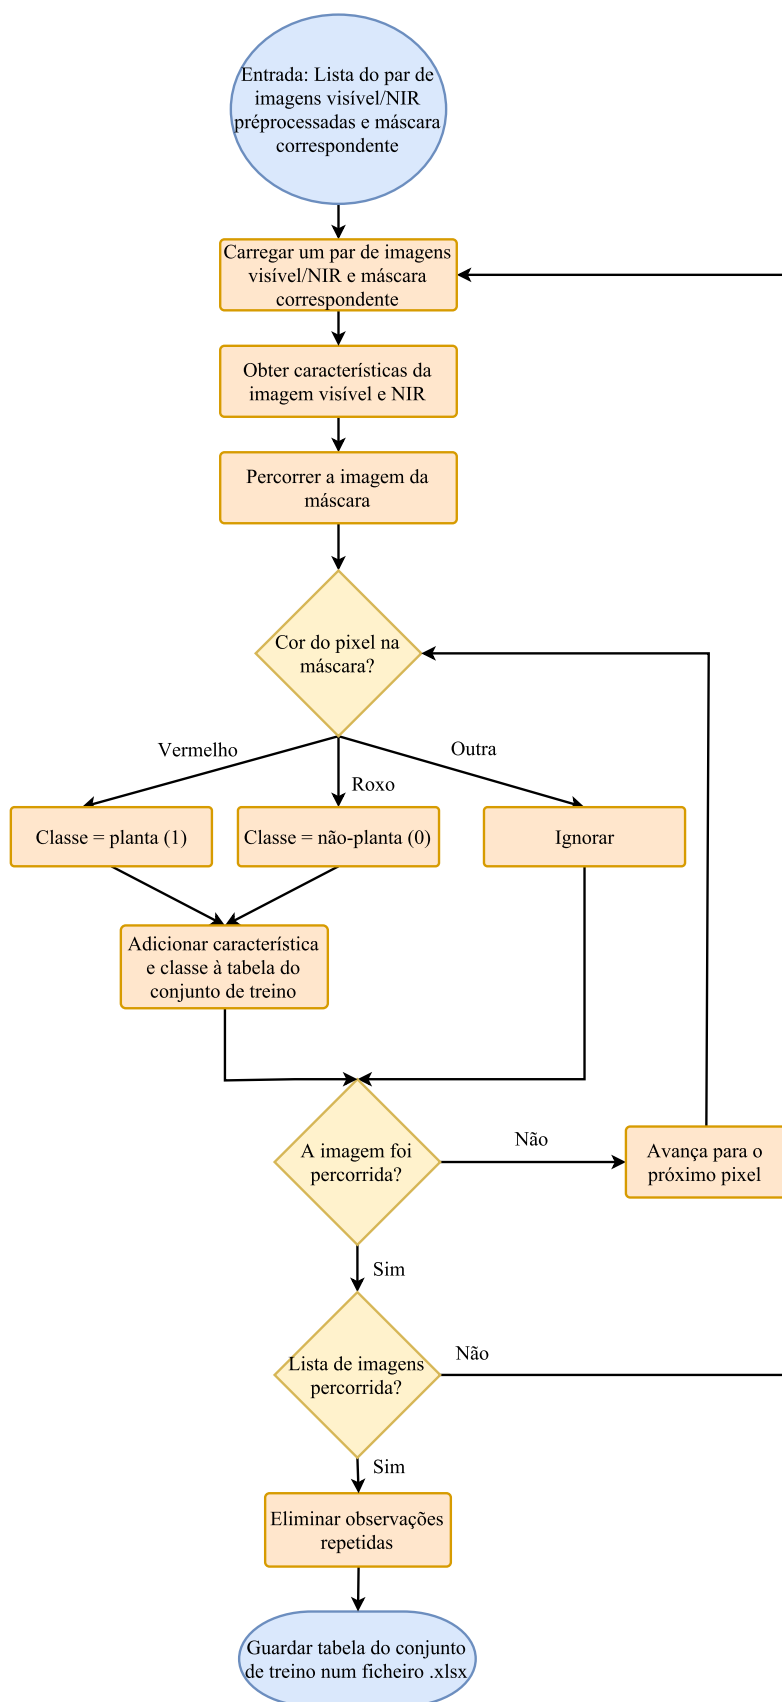 Entrada: Lista do par de
imagens visível/NIR
préprocessadas e máscara
correspondente
Carregar um par de imagens
visível/NIR e máscara
correspondente
Obter características da
imagem visível e NIR
Percorrer a imagem da
máscara
Cor do pixel na
máscara?
Vermelho
Roxo
Outra
Classe = planta (1)
Classe = não-planta (0)
Ignorar
Adicionar característica
e classe à tabela do
conjunto de treino
A imagem foi
percorrida?
Não
Avança para o
próximo pixel
Sim
Lista de imagens
percorrida?
Não
Sim
Eliminar observações
repetidas
Guardar tabela do conjunto
de treino num ficheiro .xlsx